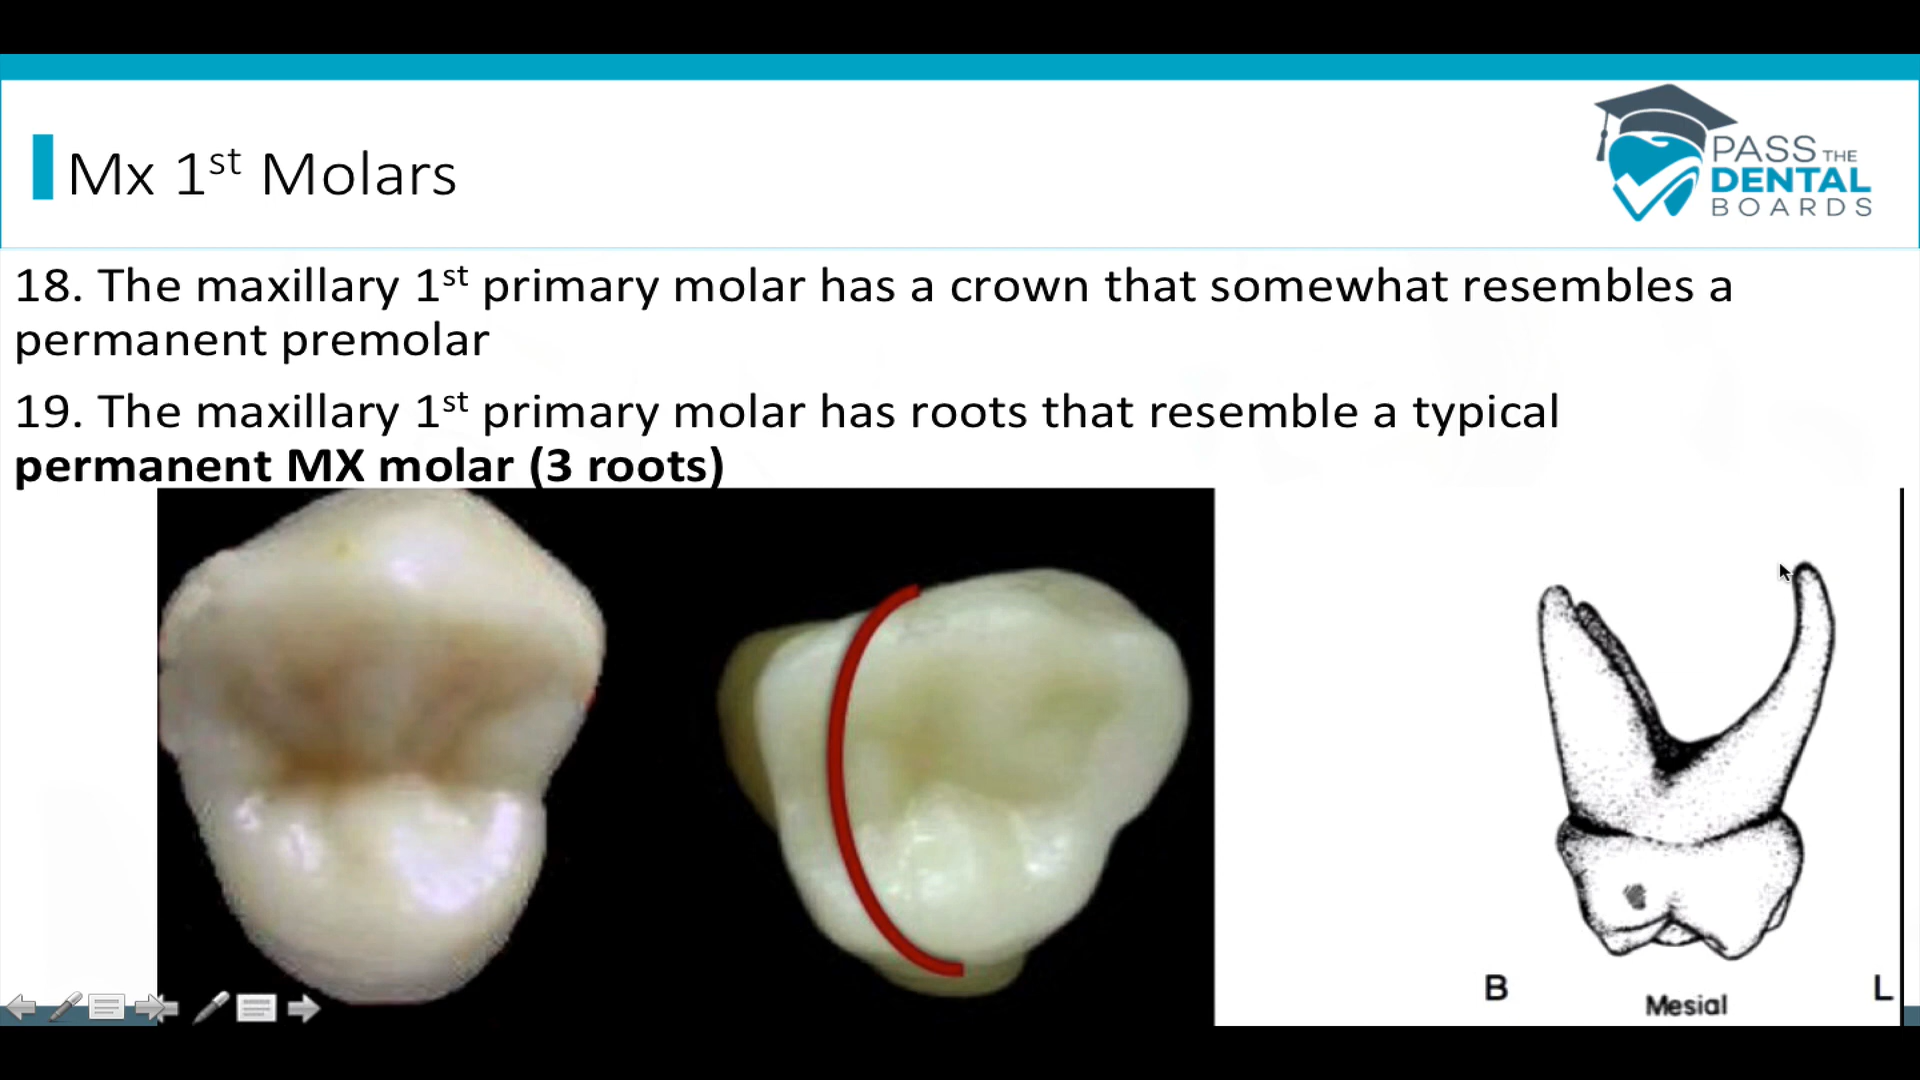 Mx 1st Molars
PASS THE
DENTAL
BOARDS
18. The maxillary 1st primary molar has a crown that somewhat resembles a
permanent premolar
19. The maxillary 1st primary molar has roots that resemble a typical
permanent MX molar (3 roots)
B
L
Mesial